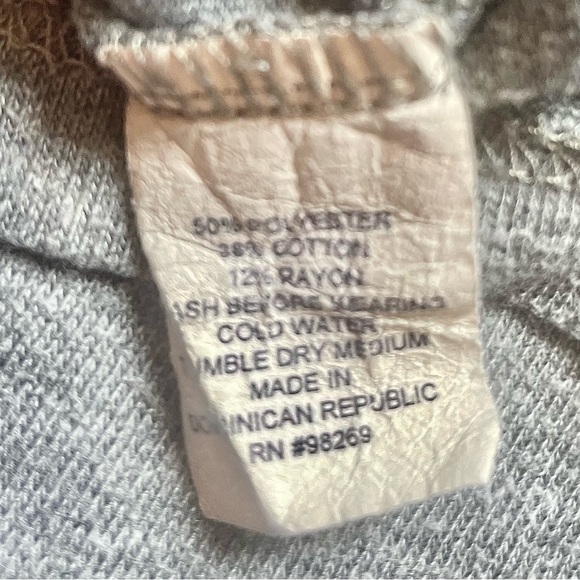 50% POLYESTER
38% COTTON
12% RAYON
ASH BEFORE WEARING
COLD WATER
UMBLE DRY MEDIUM
MADE IN
DOMINICAN REPUBLIC
RN #98269